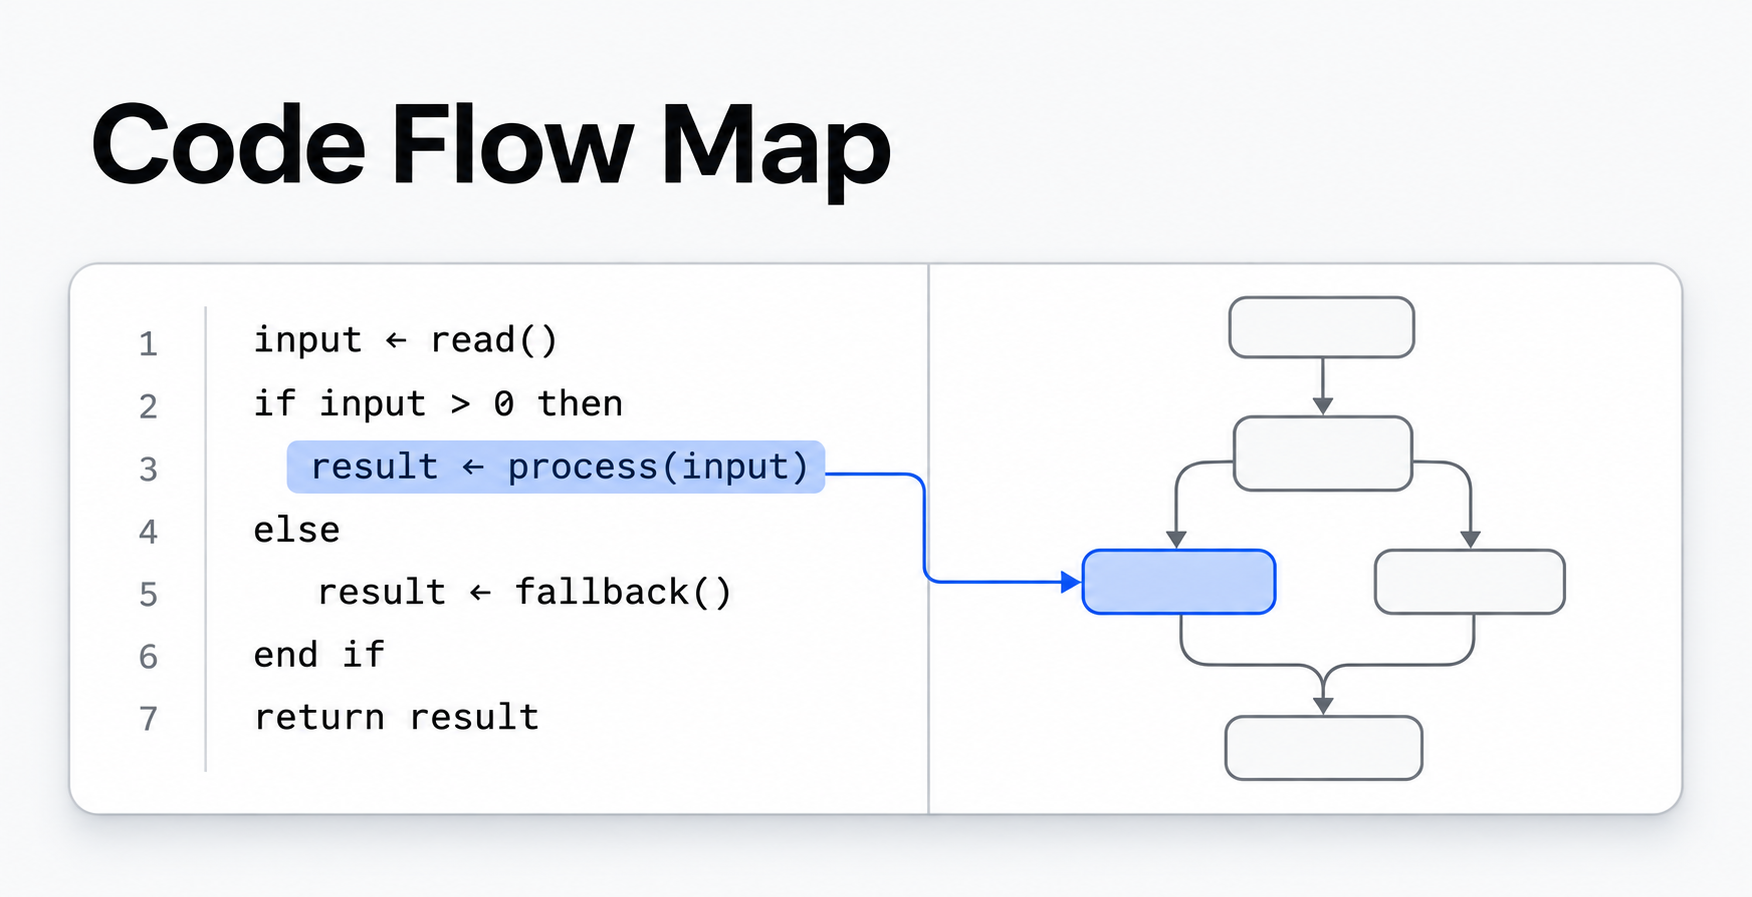 Code Flow Map
1 input ← read()
2 if input > 0 then
3 result ← process(input)
4 else
5 result ← fallback()
6 end if
7 return result